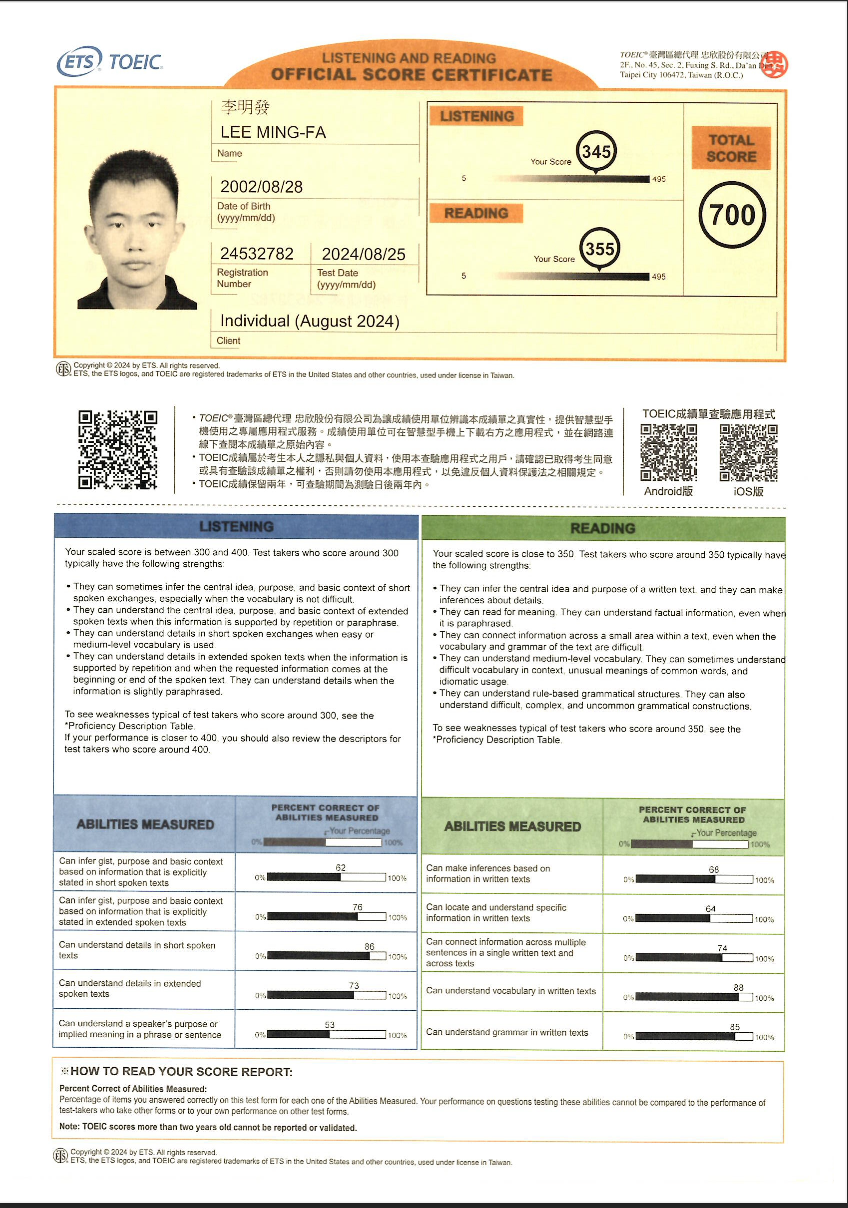 ETS TOEIC
LISTENING AND READING
OFFICIAL SCORE CERTIFICATE
TOEIC® 臺灣區總代理 忠欣股份有限公
2F., No. 45, Sec. 2, Fuxing S. Rd., Da'an
Taipei City 106472, Taiwan (R.O.C.)
李明發
LEE MING-FA
Name
2002/08/28
Date of Birth
(yyyy/mm/dd)
24532782
Registration
Number
2024/08/25
Test Date
(yyyy/mm/dd)
Individual (August 2024)
Client
LISTENING
Your Score
345
5
495
READING
Your Score
355
5
495
TOTAL
SCORE
700
ETS
Copyright © 2024 by ETS. All rights reserved.
ETS, the ETS logos, and TOEIC are registered trademarks of ETS in the United States and other countries, used under license in Taiwan.
• TOEIC® 臺灣區總代理 忠欣股份有限公司為讓成績使用單位辨識本成績單之真實性，提供智慧型手
機使用之專屬應用程式服務。成績使用單位可在智慧型手機上下載右方之應用程式，並在網路連
線下查閱本成績單之原始內容。
• TOEIC成績屬於考生本人之隱私與個人資料，使用本查驗應用程式之用戶，請確認已取得考生同意
或具有查驗該成績單之權利，否則請勿使用本應用程式，以免違反個人資料保護法之相關規定。
• TOEIC成績保留兩年，可查驗期間為測驗日後兩年內。
TOEIC成績單查驗應用程式
Android版
iOS版
LISTENING
Your scaled score is between 300 and 400. Test takers who score around 300
typically have the following strengths:
• They can sometimes infer the central idea, purpose, and basic context of short
spoken exchanges, especially when the vocabulary is not difficult.
• They can understand the central idea, purpose, and basic context of extended
spoken texts when this information is supported by repetition or paraphrase.
• They can understand details in short spoken exchanges when easy or
medium-level vocabulary is used.
• They can understand details in extended spoken texts when the information is
supported by repetition and when the requested information comes at the
beginning or end of the spoken text. They can understand details when the
information is slightly paraphrased.
To see weaknesses typical of test takers who score around 300, see the
"Proficiency Description Table.
If your performance is closer to 400, you should also review the descriptors for
test takers who score around 400.
READING
Your scaled score is close to 350. Test takers who score around 350 typically have
the following strengths:
• They can infer the central idea and purpose of a written text, and they can make
inferences about details.
• They can read for meaning. They can understand factual information, even when
it is paraphrased.
• They can connect information across a small area within a text, even when the
vocabulary and grammar of the text are difficult.
• They can understand medium-level vocabulary. They can sometimes understand
difficult vocabulary in context, unusual meanings of common words, and
idiomatic usage.
• They can understand rule-based grammatical structures. They can also
understand difficult, complex, and uncommon grammatical constructions.
To see weaknesses typical of test takers who score around 350, see the
"Proficiency Description Table.
ABILITIES MEASURED
PERCENT CORRECT OF
ABILITIES MEASURED
Your Percentage
0% 100%
Can infer gist, purpose and basic context
based on information that is explicitly
stated in short spoken texts
62
0% 100%
Can infer gist, purpose and basic context
based on information that is explicitly
stated in extended spoken texts
76
0% 100%
Can understand details in short spoken
texts
86
0% 100%
Can understand details in extended
spoken texts
73
0% 100%
Can understand a speaker's purpose or
implied meaning in a phrase or sentence
53
0% 100%
ABILITIES MEASURED
PERCENT CORRECT OF
ABILITIES MEASURED
Your Percentage
0% 100%
Can make inferences based on
information in written texts
68
0% 100%
Can locate and understand specific
information in written texts
64
0% 100%
Can connect information across multiple
sentences in a single written text and
across texts
74
0% 100%
Can understand vocabulary in written texts
88
0% 100%
Can understand grammar in written texts
85
0% 100%
※HOW TO READ YOUR SCORE REPORT:
Percent Correct of Abilities Measured:
Percentage of items you answered correctly on this test form for each one of the Abilities Measured. Your performance on questions testing these abilities cannot be compared to the performance of
test-takers who take other forms or to your own performance on other test forms.
Note: TOEIC scores more than two years old cannot be reported or validated.
ETS
Copyright © 2024 by ETS. All rights reserved.
ETS, the ETS logos, and TOEIC are registered trademarks of ETS in the United States and other countries, used under license in Taiwan.